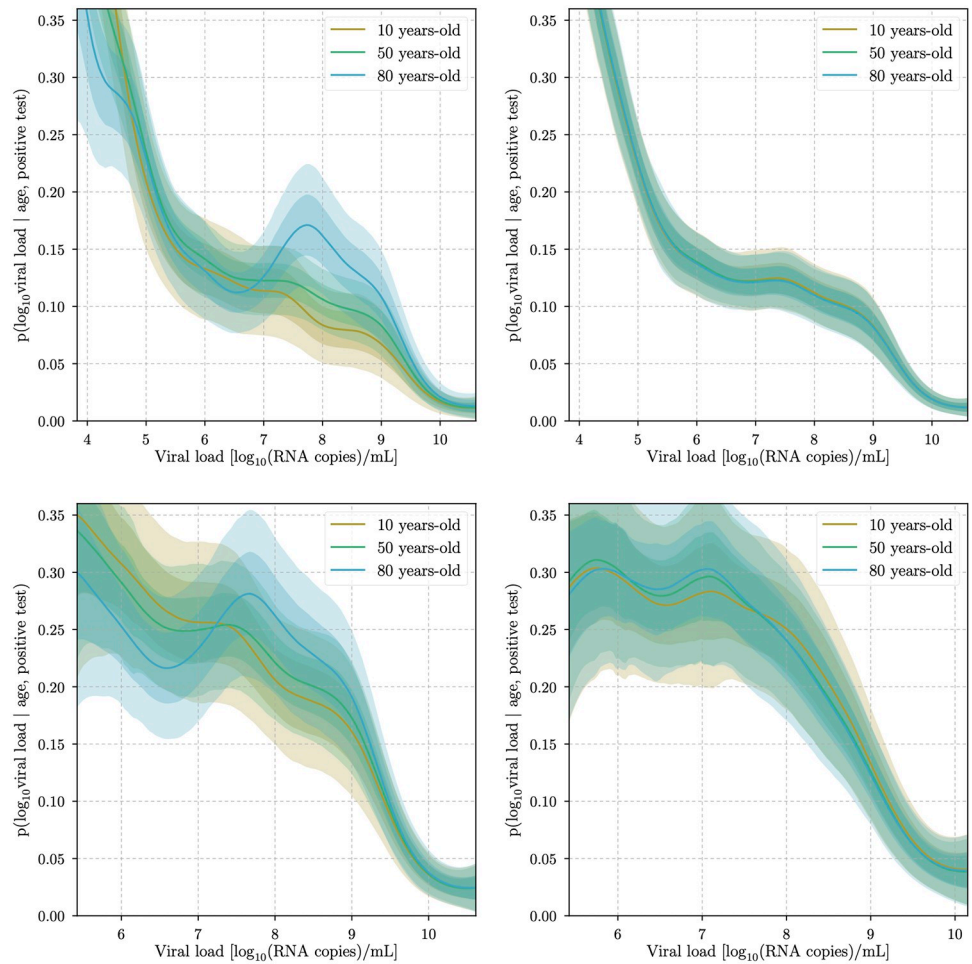 0.35
0.30
0.25
0.20
0.15
0.10
0.05
0.00
p(log10viral load | age, positive test)
10 years-old
50 years-old
80 years-old
4 5 6 7 8 9 10
Viral load [log10(RNA copies)/mL]
0.35
0.30
0.25
0.20
0.15
0.10
0.05
0.00
p(log10viral load | age, positive test)
10 years-old
50 years-old
80 years-old
4 5 6 7 8 9 10
Viral load [log10(RNA copies)/mL]
0.35
0.30
0.25
0.20
0.15
0.10
0.05
0.00
p(log10viral load | age, positive test)
10 years-old
50 years-old
80 years-old
6 7 8 9 10
Viral load [log10(RNA copies)/mL]
0.35
0.30
0.25
0.20
0.15
0.10
0.05
0.00
p(log10viral load | age, positive test)
10 years-old
50 years-old
80 years-old
6 7 8 9 10
Viral load [log10(RNA copies)/mL]